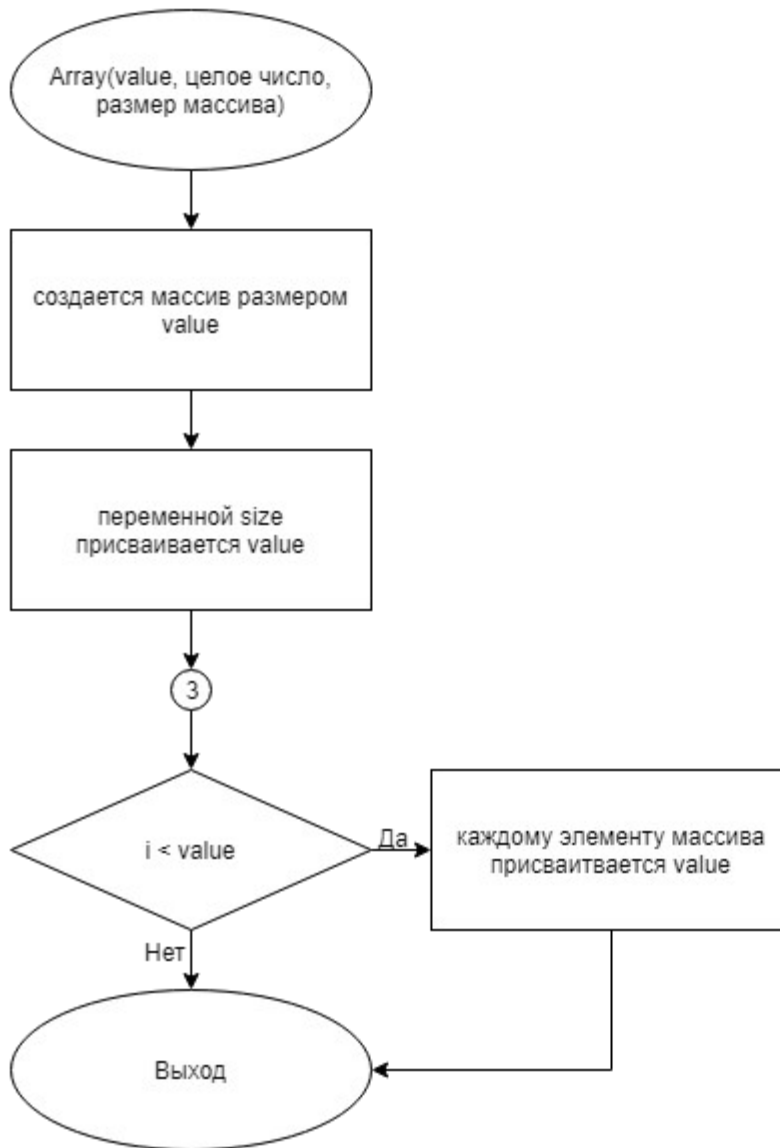 Array(value, целое число,
размер массива)
создается массив размером
value
переменной size
присваивается value
3
i < value
Да
каждому элементу массива
присваитвается value
Нет
Выход